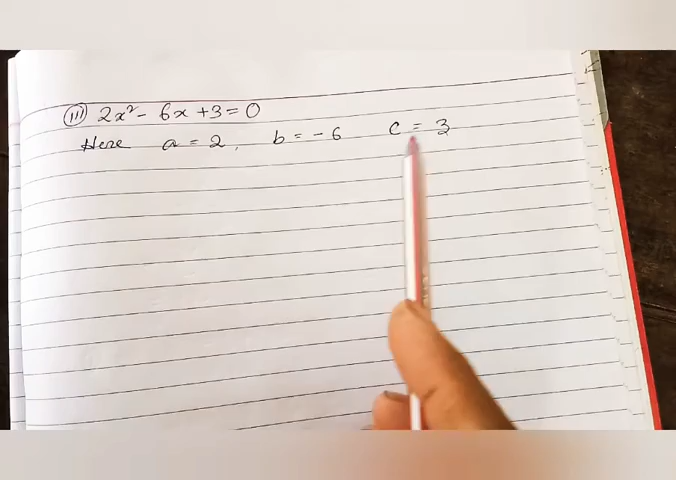 (III) 2x² - 6x + 3 = 0
Here a = 2, b = -6 c = 3